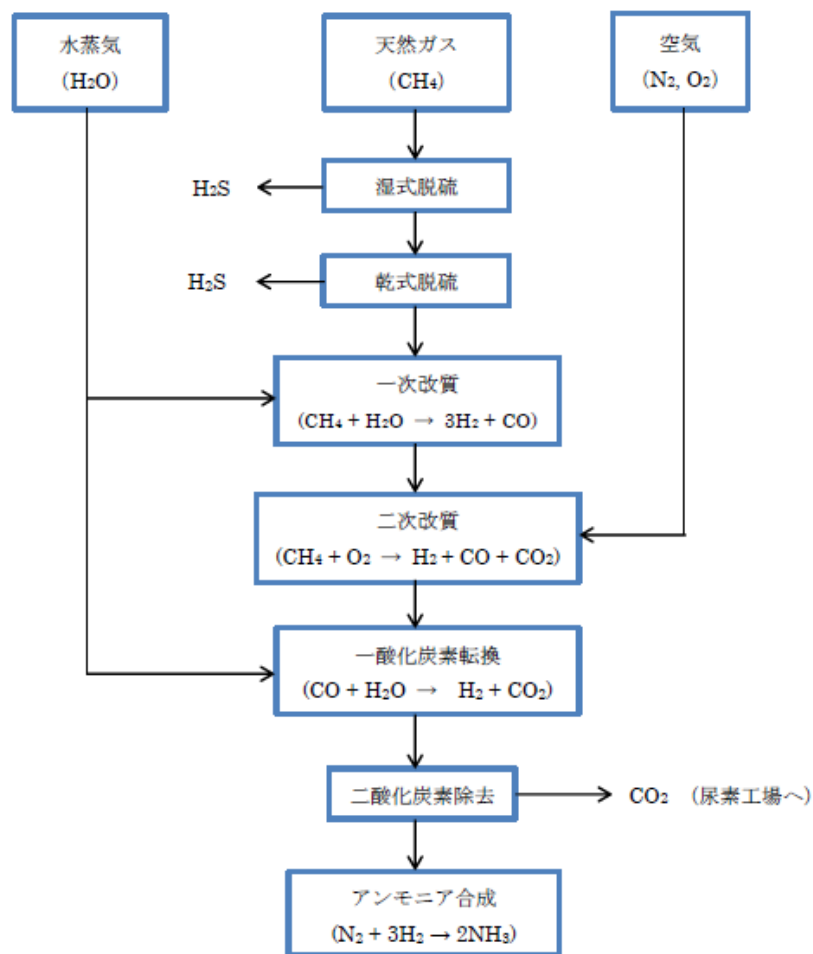 水蒸気
(H₂O)
天然ガス
(CH₄)
空気
(N₂, O₂)
H₂S
湿式脱硫
H₂S
乾式脱硫
一次改質
(CH₄ + H₂O → 3H₂ + CO)
二次改質
(CH₄ + O₂ → H₂ + CO + CO₂)
一酸化炭素転換
(CO + H₂O → H₂ + CO₂)
二酸化炭素除去
CO₂ (尿素工場へ)
アンモニア合成
(N₂ + 3H₂ → 2NH₃)